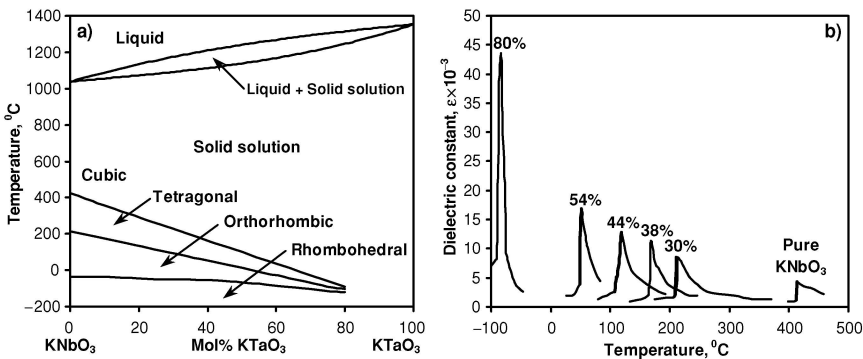 a)
1400
1200
1000
800
600
400
200
0
−200
Temperature, ⁰C
Liquid
Liquid + Solid solution
Solid solution
Cubic
Tetragonal
Orthorhombic
Rhombohedral
0
20
40
60
80
100
KNbO₃
Mol% KTaO₃
KTaO₃
b)
50
45
40
35
30
25
20
15
10
5
0
Dielectric constant, ε×10⁻³
80%
54%
44%
38%
30%
Pure
KNbO₃
−100
0
100
200
300
400
500
Temperature, ⁰C